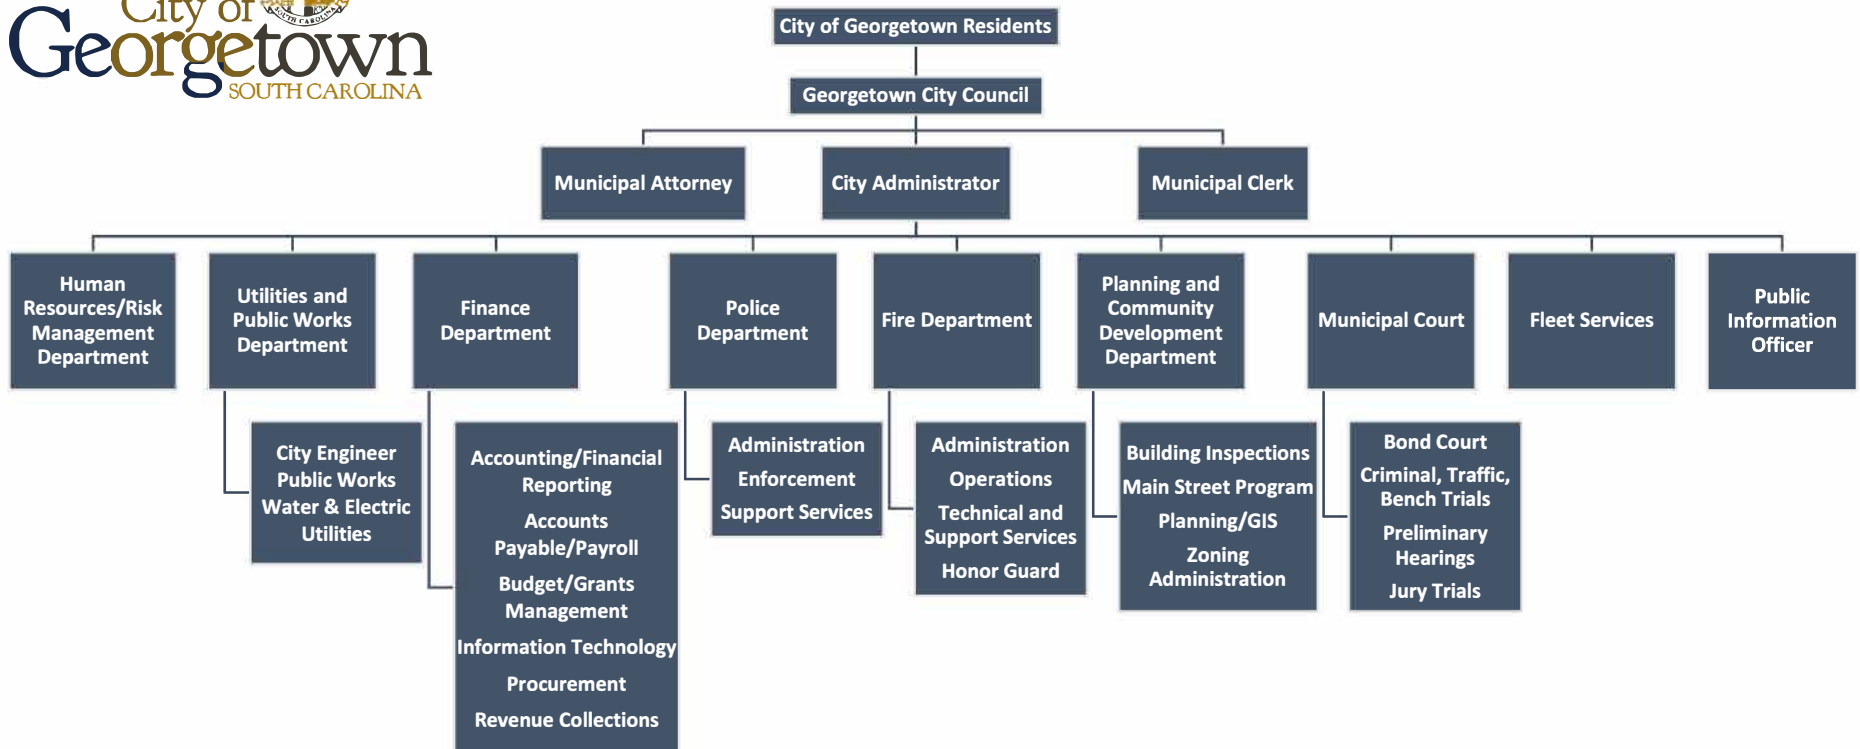 City of
Georgetown
SOUTH CAROLINA
SOUTH CAROLINA
City of Georgetown Residents
Georgetown City Council
Municipal Attorney
City Administrator
Municipal Clerk
Human
Resources/Risk
Management
Department
Utilities and
Public Works
Department
Finance
Department
Police
Department
Fire Department
Planning and
Community
Development
Department
Municipal Court
Fleet Services
Public
Information
Officer
City Engineer
Public Works
Water & Electric
Utilities
Accounting/Financial
Reporting
Accounts
Payable/Payroll
Budget/Grants
Management
Information Technology
Procurement
Revenue Collections
Administration
Enforcement
Support Services
Administration
Operations
Technical and
Support Services
Honor Guard
Building Inspections
Main Street Program
Planning/GIS
Zoning
Administration
Bond Court
Criminal, Traffic,
Bench Trials
Preliminary
Hearings
Jury Trials